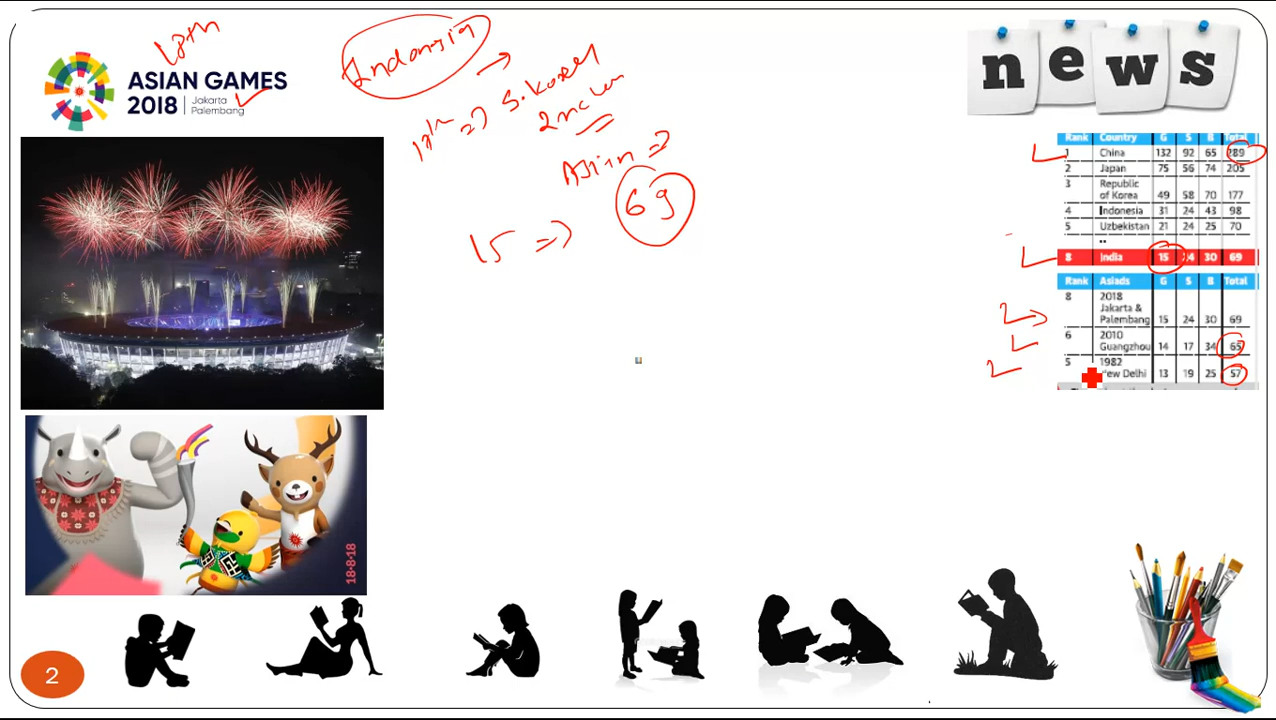 18th
ASIAN GAMES
2018 Jakarta
Palembang
Indonesia
S. Korea
Asian =>
69
15 =>
news
Rank Country G S B Total
1 China 132 92 65 289
2 Japan 75 56 74 205
3 Republic
of Korea 49 58 70 177
4 Indonesia 31 24 43 98
5 Uzbekistan 21 24 25 70
..
8 India 15 24 30 69
Rank Asiads G S B Total
8 2018
Jakarta &
Palembang 15 24 30 69
6 2010
Guangzhou 14 17 34 65
5 1982
ew Delhi 13 19 25 57
18-8-18
2